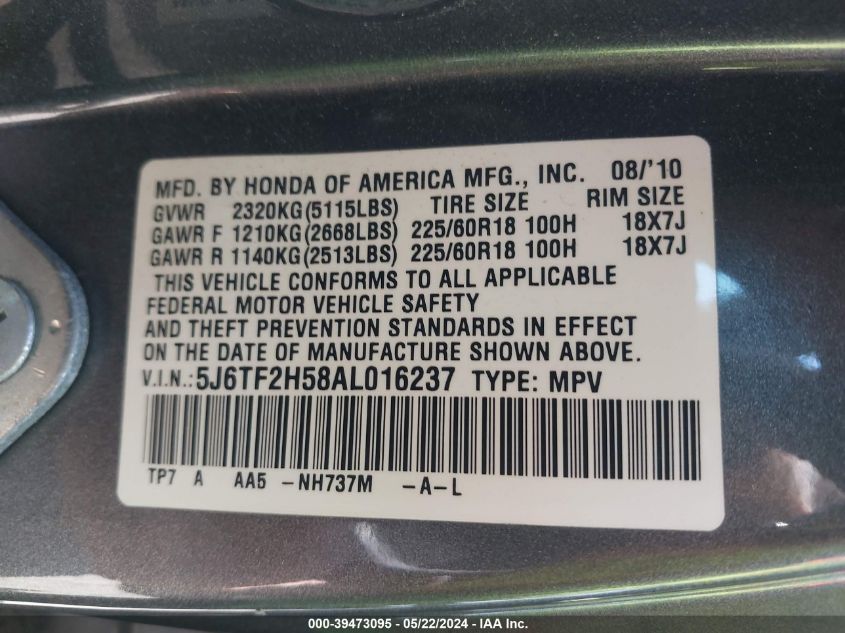 MFD. BY HONDA OF AMERICA MFG., INC. 08/'10
GVWR 2320KG(5115LBS) TIRE SIZE RIM SIZE
GAWR F 1210KG(2668LBS) 225/60R18 100H 18X7J
GAWR R 1140KG(2513LBS) 225/60R18 100H 18X7J
THIS VEHICLE CONFORMS TO ALL APPLICABLE
FEDERAL MOTOR VEHICLE SAFETY
AND THEFT PREVENTION STANDARDS IN EFFECT
ON THE DATE OF MANUFACTURE SHOWN ABOVE.
V.I.N.:5J6TF2H58AL016237 TYPE: MPV
TP7 A AA5 -NH737M -A-L
000-39473095 - 05/22/2024 - IAA Inc.